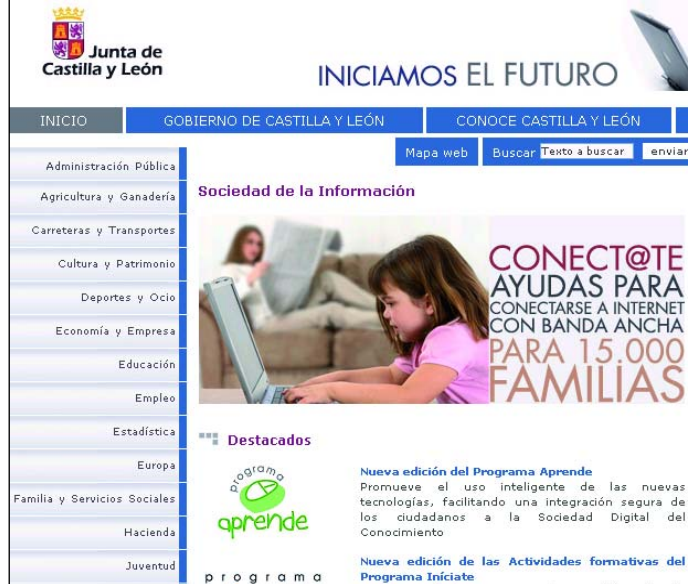 Junta de
Castilla y León
INICIAMOS EL FUTURO
INICIO
GOBIERNO DE CASTILLA Y LEÓN
CONOCE CASTILLA Y LEÓN
Mapa web
Buscar
Texto a buscar
enviar
Administración Pública
Agricultura y Ganadería
Carreteras y Transportes
Cultura y Patrimonio
Deportes y Ocio
Economía y Empresa
Educación
Empleo
Estadística
Europa
Familia y Servicios Sociales
Hacienda
Juventud
Sociedad de la Información
CONECT@TE
AYUDAS PARA
CONECTARSE A INTERNET
CON BANDA ANCHA
PARA 15.000
FAMILIAS
Destacados
programa
aprende
Nueva edición del Programa Aprende
Promueve el uso inteligente de las nuevas
tecnologías, facilitando una integración segura de
los ciudadanos a la Sociedad Digital del
Conocimiento
programa
Nueva edición de las Actividades formativas del
Programa Iníciate